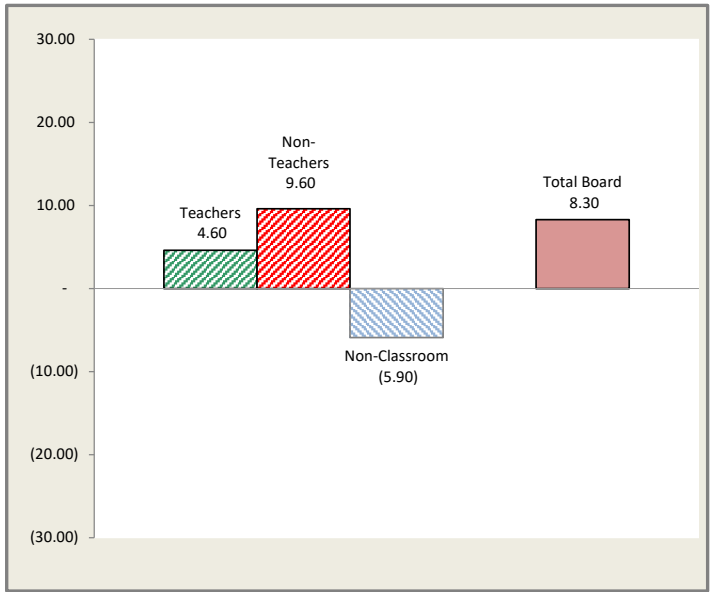 30.00
20.00
10.00
-
(10.00)
(20.00)
(30.00)
Teachers
4.60
Non-
Teachers
9.60
Non-Classroom
(5.90)
Total Board
8.30